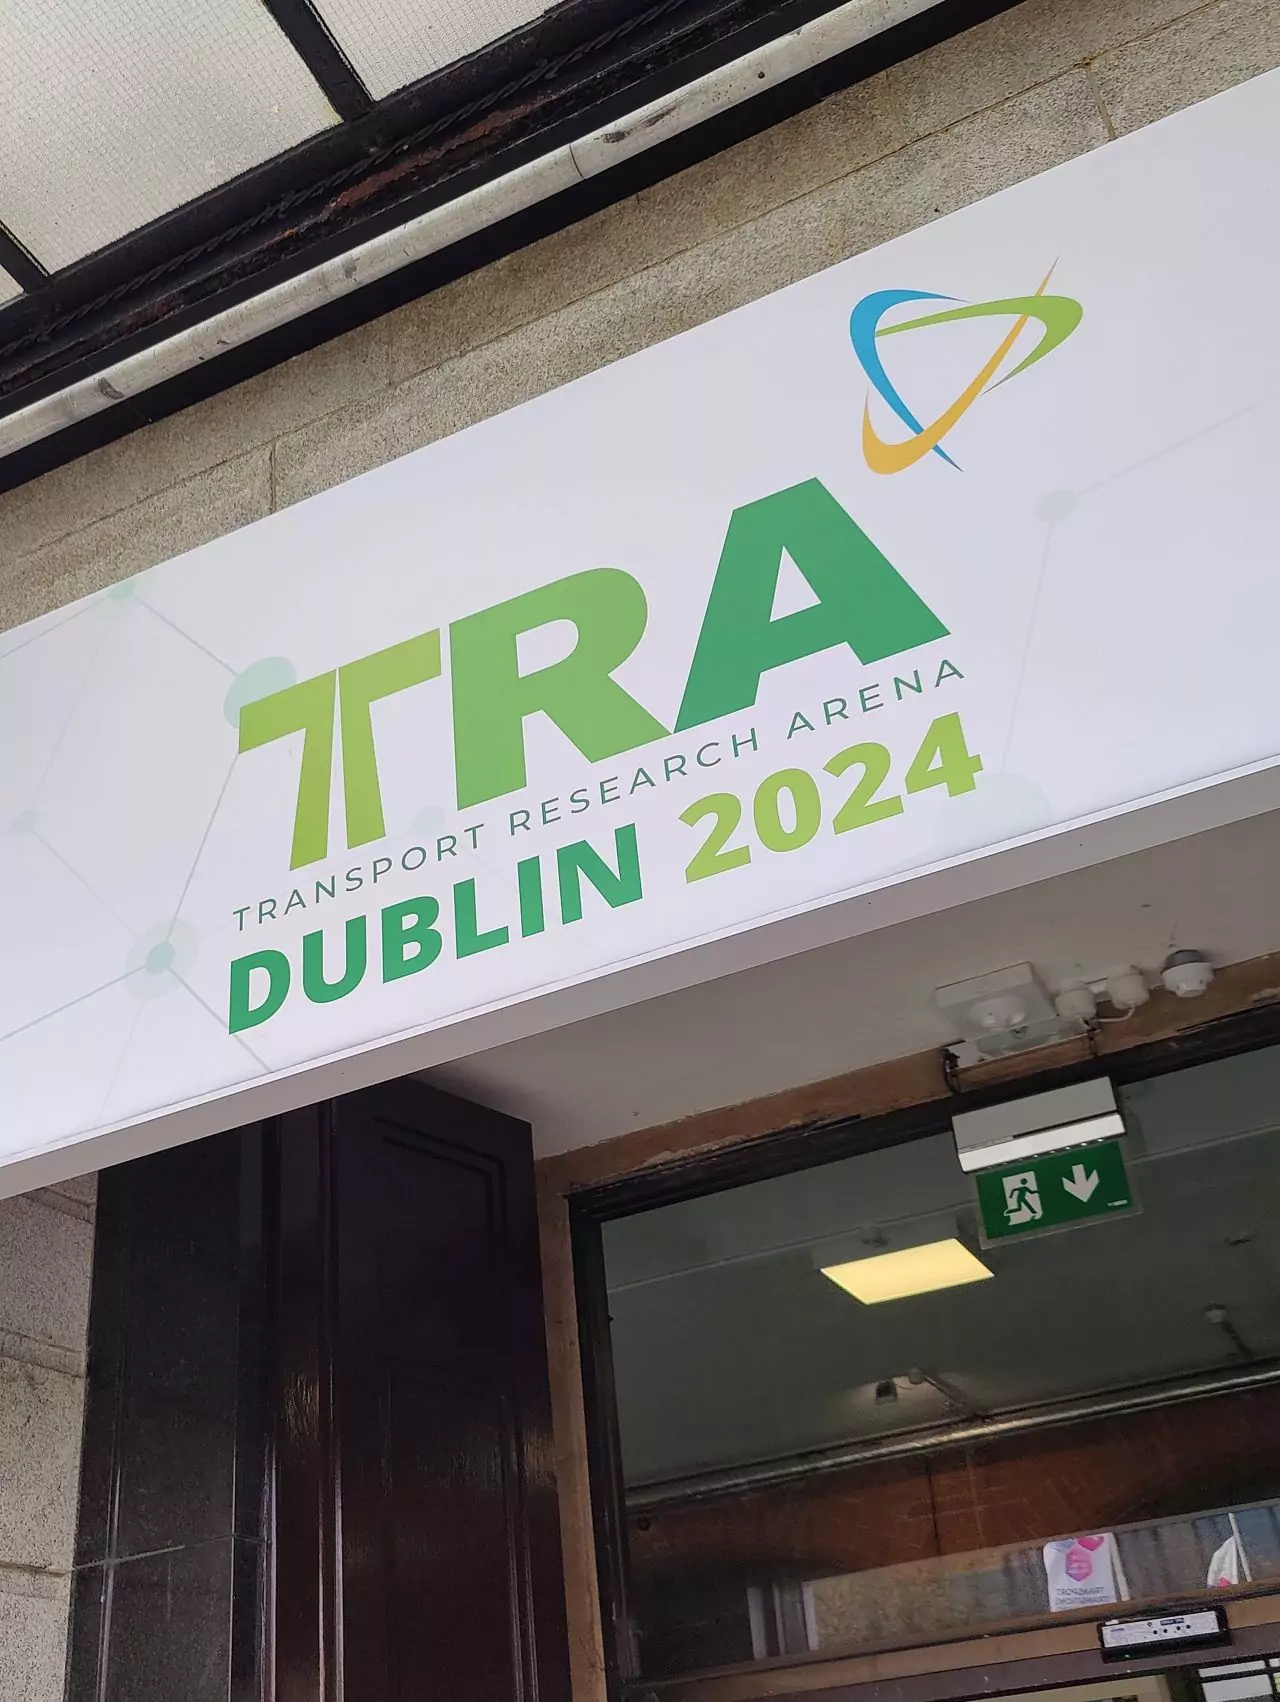 TRA
TRANSPORT RESEARCH ARENA
DUBLIN 2024